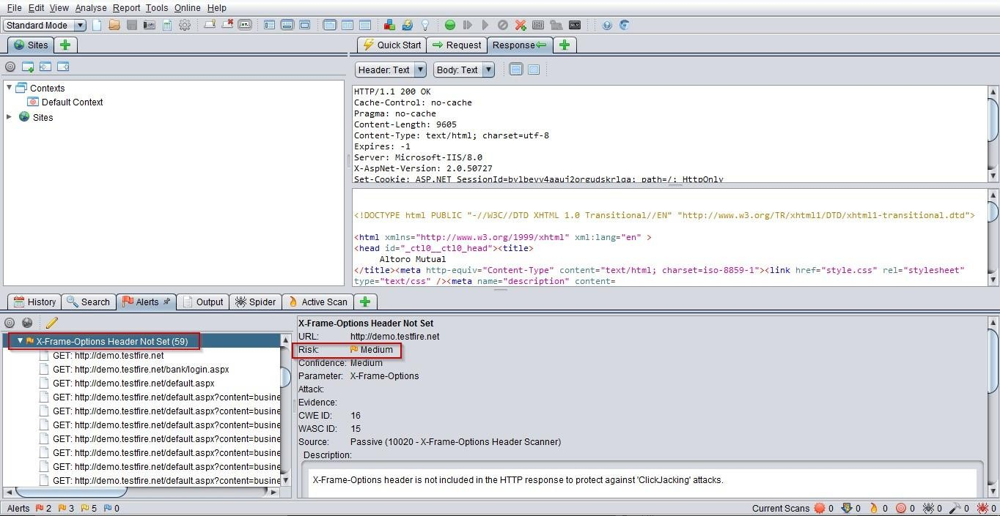 File Edit View Analyse Report Tools Online Help
Standard Mode
Sites
Quick Start Request Response
Header: Text Body: Text
Contexts
Default Context
Sites
HTTP/1.1 200 OK
Cache-Control: no-cache
Pragma: no-cache
Content-Length: 9605
Content-Type: text/html; charset=utf-8
Expires: -1
Server: Microsoft-IIS/8.0
X-AspNet-Version: 2.0.50727
Set-Cookie: ASP.NET_SessionId= path=/; HttpOnly
<!DOCTYPE html PUBLIC "-//W3C//DTD XHTML 1.0 Transitional//EN" "http://www.w3.org/TR/xhtml1/DTD/xhtml1-transitional.dtd">
<html xmlns="http://www.w3.org/1999/xhtml" xml:lang="en" >
<head id="_ctl0__ctl0_head"><title>
Altoro Mutual
</title><meta http-equiv="Content-Type" content="text/html; charset=iso-8859-1"><link href="style.css" rel="stylesheet"
type="text/css" /><meta name="description" content=
History Search Alerts Output Spider Active Scan
X-Frame-Options Header Not Set (59)
GET: http://demo.testfire.net
GET: http://demo.testfire.net/bank/login.aspx
GET: http://demo.testfire.net/default.aspx
GET: http://demo.testfire.net/default.aspx?content=busine
GET: http://demo.testfire.net/default.aspx?content=busine
GET: http://demo.testfire.net/default.aspx?content=busine
GET: http://demo.testfire.net/default.aspx?content=busine
GET: http://demo.testfire.net/default.aspx?content=busine
GET: http://demo.testfire.net/default.aspx?content=busine
GET: http://demo.testfire.net/default.aspx?content=busine
X-Frame-Options Header Not Set
URL: http://demo.testfire.net
Risk: Medium
Confidence: Medium
Parameter: X-Frame-Options
Attack:
Evidence:
CWE ID: 16
WASC ID: 15
Source: Passive (10020 - X-Frame-Options Header Scanner)
Description:
X-Frame-Options header is not included in the HTTP response to protect against 'ClickJacking' attacks.
Alerts 2 3 5 0 Current Scans 0 0 0 0 0 0 0